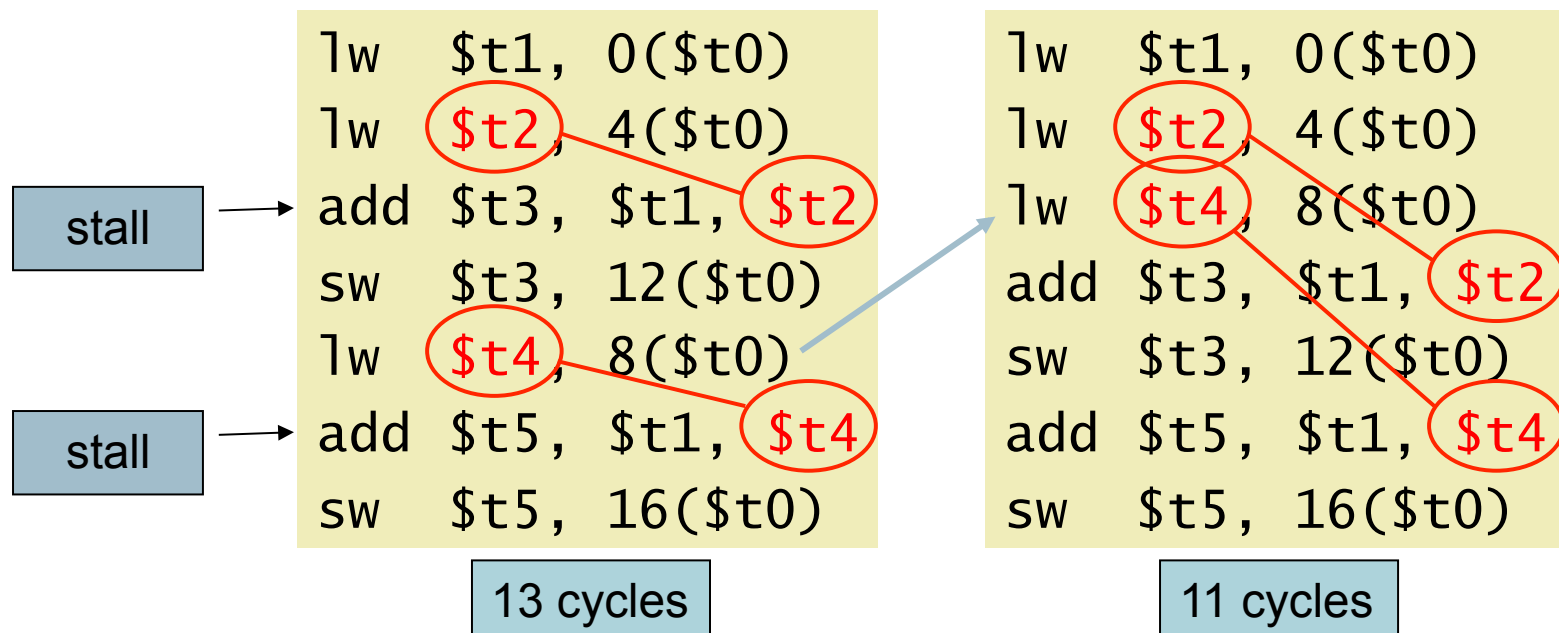 lw $t1, 0($t0)
lw $t2, 4($t0)
stall
add $t3, $t1, $t2
sw $t3, 12($t0)
lw $t4, 8($t0)
stall
add $t5, $t1, $t4
sw $t5, 16($t0)
13 cycles
lw $t1, 0($t0)
lw $t2, 4($t0)
lw $t4, 8($t0)
add $t3, $t1, $t2
sw $t3, 12($t0)
add $t5, $t1, $t4
sw $t5, 16($t0)
11 cycles